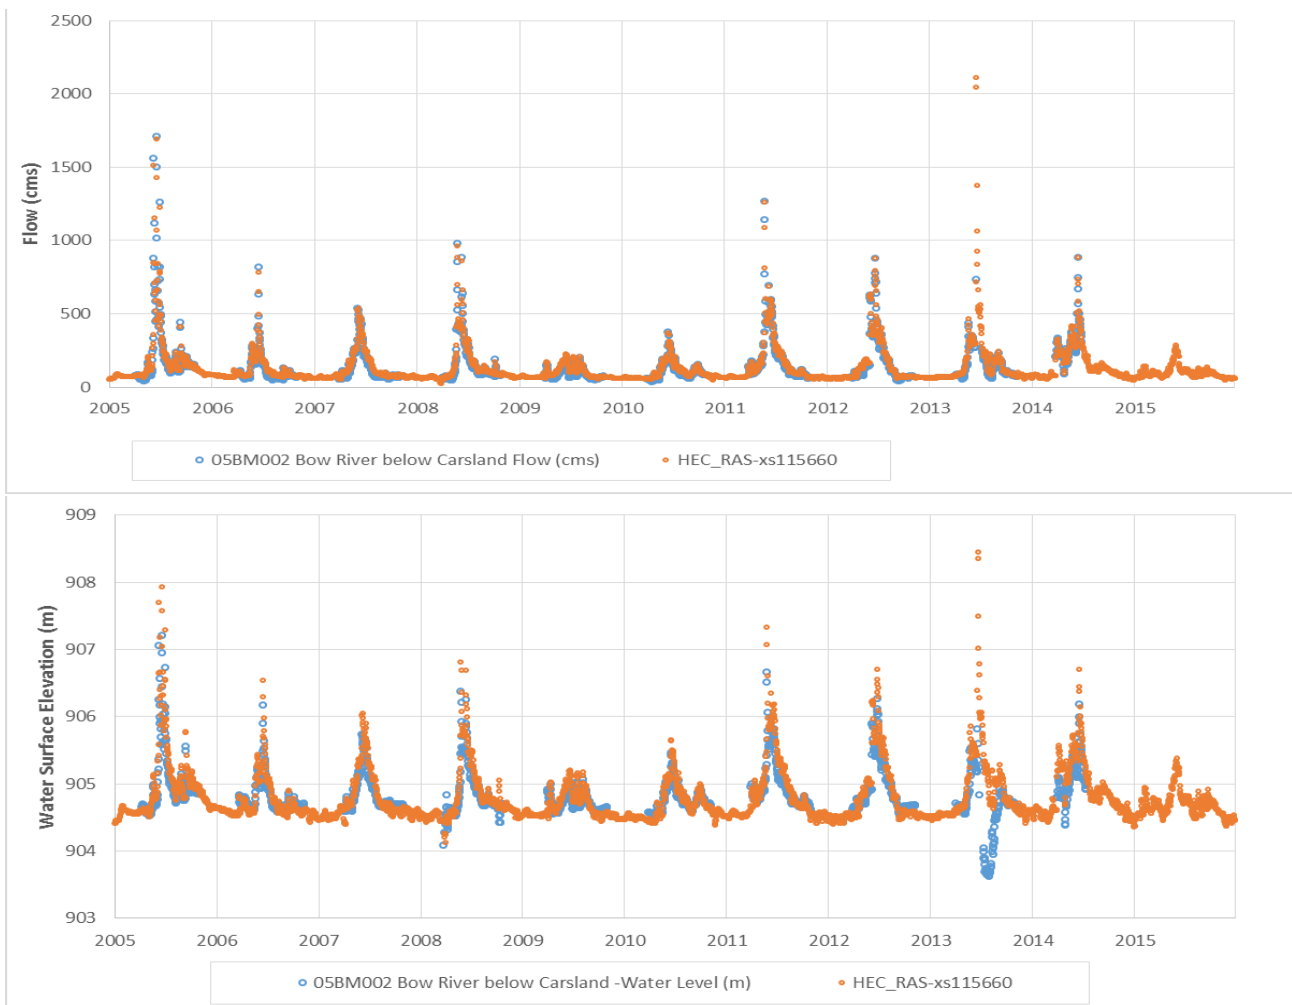 2500
2000
1500
1000
500
0
Flow (cms)
2005 2006 2007 2008 2009 2010 2011 2012 2013 2014 2015
05BM002 Bow River below Carsland Flow (cms) HEC_RAS-xs115660
909
908
907
906
905
904
903
Water Surface Elevation (m)
2005 2006 2007 2008 2009 2010 2011 2012 2013 2014 2015
05BM002 Bow River below Carsland -Water Level (m) HEC_RAS-xs115660